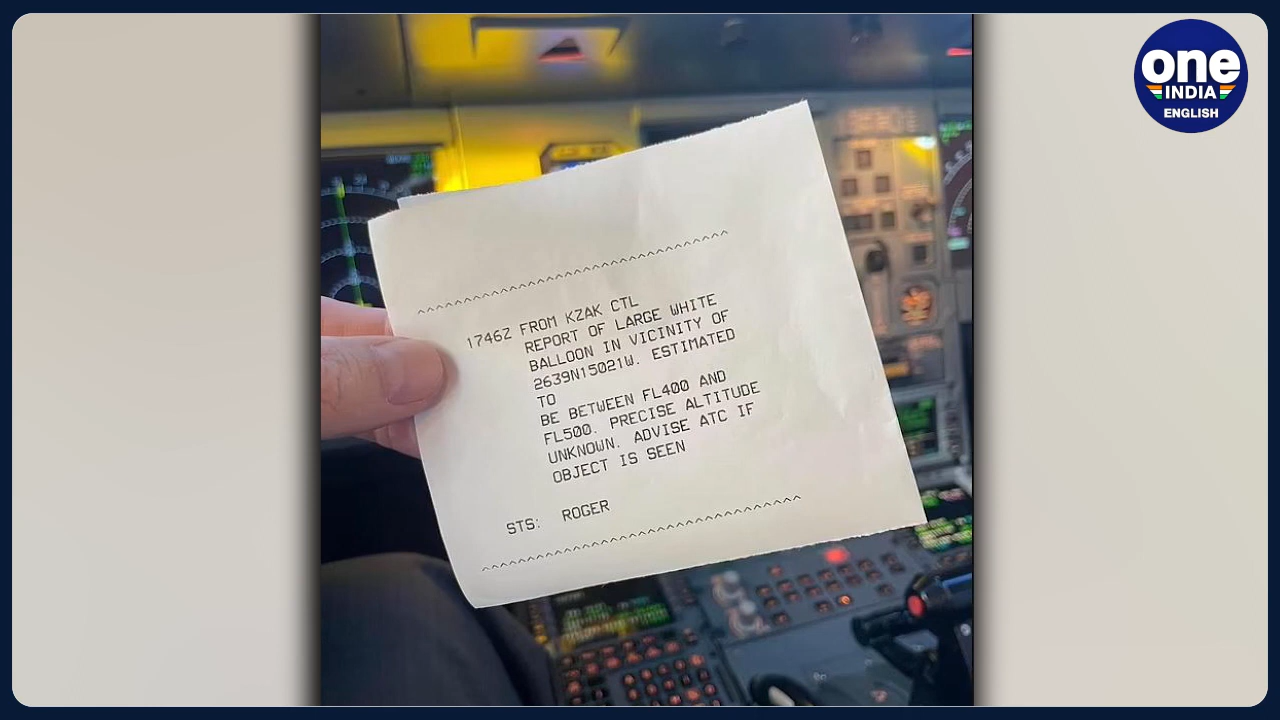 one
INDIA
ENGLISH
^^^^^^^^^^^^^^^^^^^^^^^^^^^^^^^^^^^^^^^^
1746Z FROM KZAK CTL
REPORT OF LARGE WHITE
BALLOON IN VICINITY OF
2639N15021W. ESTIMATED
TO
BE BETWEEN FL400 AND
FL500. PRECISE ALTITUDE
UNKNOWN. ADVISE ATC IF
OBJECT IS SEEN
STS: ROGER
^^^^^^^^^^^^^^^^^^^^^^^^^^^^^^^^^^^^^^^^